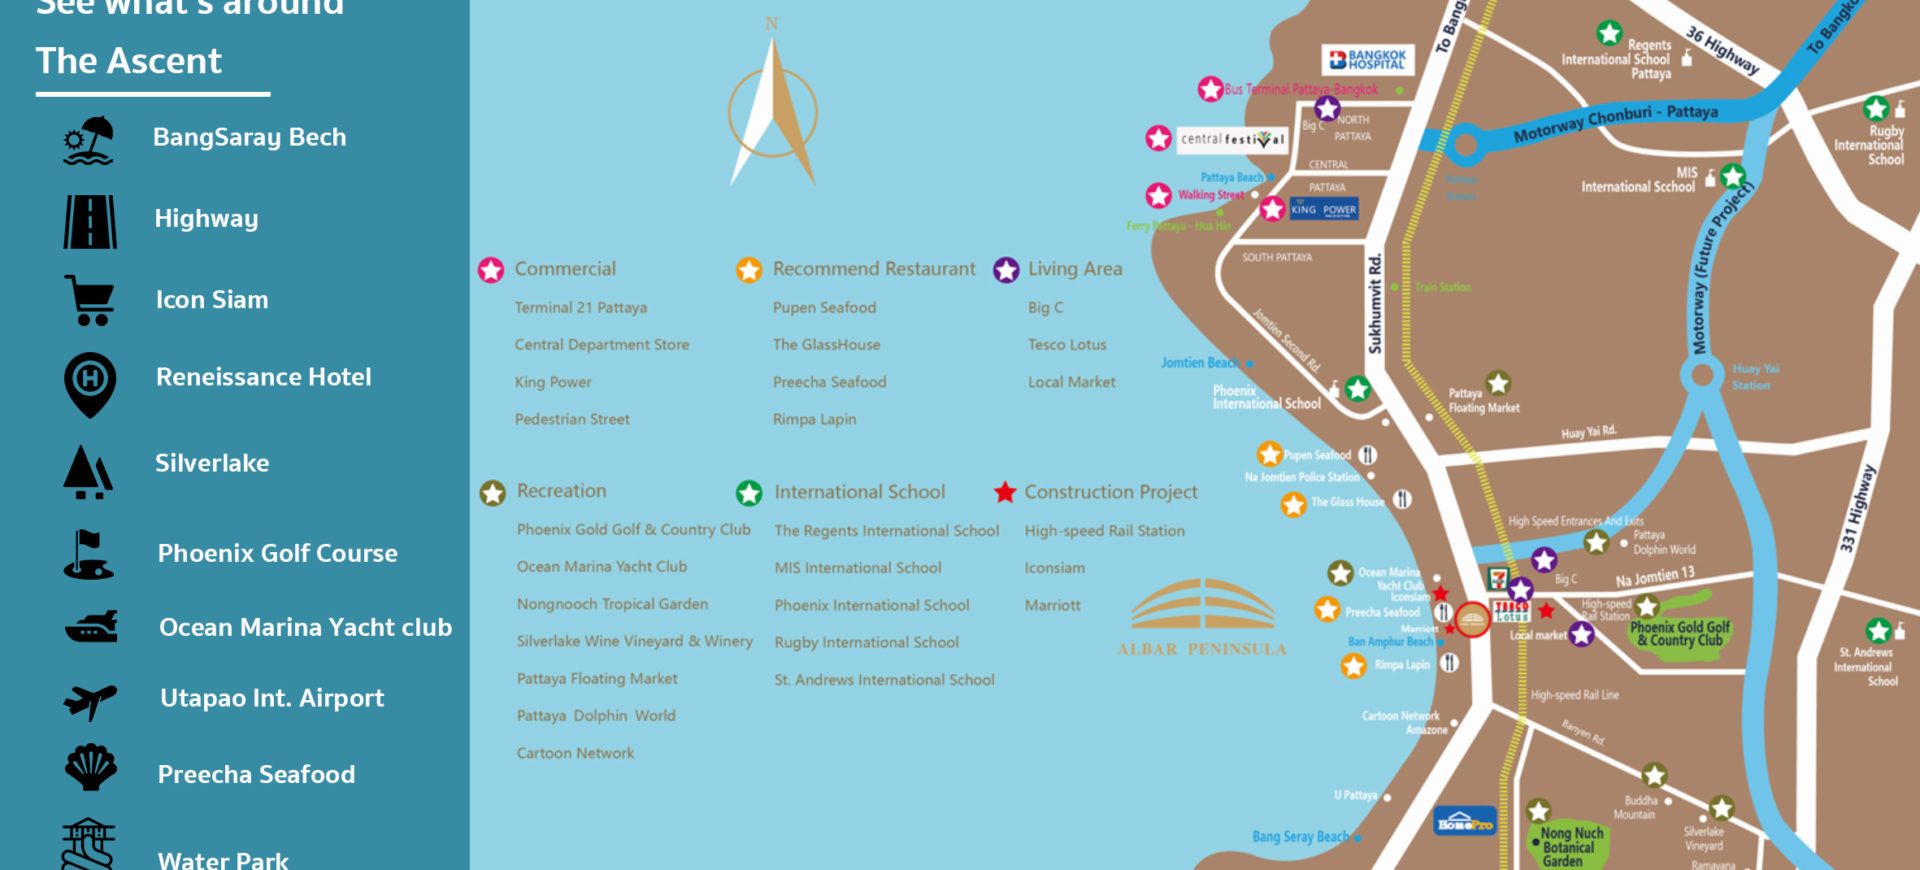 See what's around
The Ascent
BangSaray Bech
Highway
Icon Siam
Reneissance Hotel
Silverlake
Phoenix Golf Course
Ocean Marina Yacht club
Utapao Int. Airport
Preecha Seafood
Water Park
N
Commercial
Terminal 21 Pattaya
Central Department Store
King Power
Pedestrian Street
Recommend Restaurant
Pupen Seafood
The GlassHouse
Preecha Seafood
Rimpa Lapin
Living Area
Big C
Tesco Lotus
Local Market
Recreation
Phoenix Gold Golf & Country Club
Ocean Marina Yacht Club
Nongnooch Tropical Garden
Silverlake Wine Vineyard & Winery
Pattaya Floating Market
Pattaya Dolphin World
Cartoon Network
International School
The Regents International School
MIS International School
Phoenix International School
Rugby International School
St. Andrews International School
Construction Project
High-speed Rail Station
Iconsiam
Marriott
ALBAR PENINSULA
To Bang
36 Highway
To Bangko
Regents
International School
Pattaya
BANGKOK
HOSPITAL
Bus Terminal Pattaya-Bangkok
Big C
NORTH
PATTAYA
central festival
CENTRAL
PATTAYA
Pattaya Beach
Walking Street
KING POWER
Ferry Pattaya - Hua Hin
SOUTH PATTAYA
Motorway Chonburi - Pattaya
Rugby
International
School
MIS
International Scchool
Motorway (Future Project)
Sukhumvit Rd.
Train Station
Jomtien Second Rd.
Jomtien Beach
Phoenix
International School
Pattaya
Floating Market
Huay Yai
Station
Huay Yai Rd.
331 Highway
Pupen Seafood
Na Jomtien Police Station
The Glass House
High Speed Entrances And Exits
Pattaya
Dolphin World
Big C
Na Jomtien 13
Ocean Marina
Yacht Club
Iconsiam
Preecha Seafood
Marriott
Ban Amphur Beach
Rimpa Lapin
7
TESCO
Lotus
High-speed
Rail Station
Local market
Phoenix Gold Golf
& Country Club
St. Andrews
International
School
High-speed Rail Line
Cartoon Network
Amazone
Banyen Rd.
U Pattaya
Bang Seray Beach
HomePro
Buddha
Mountain
Silverlake
Vineyard
Nong Nuch
Botanical
Garden
Ramayana